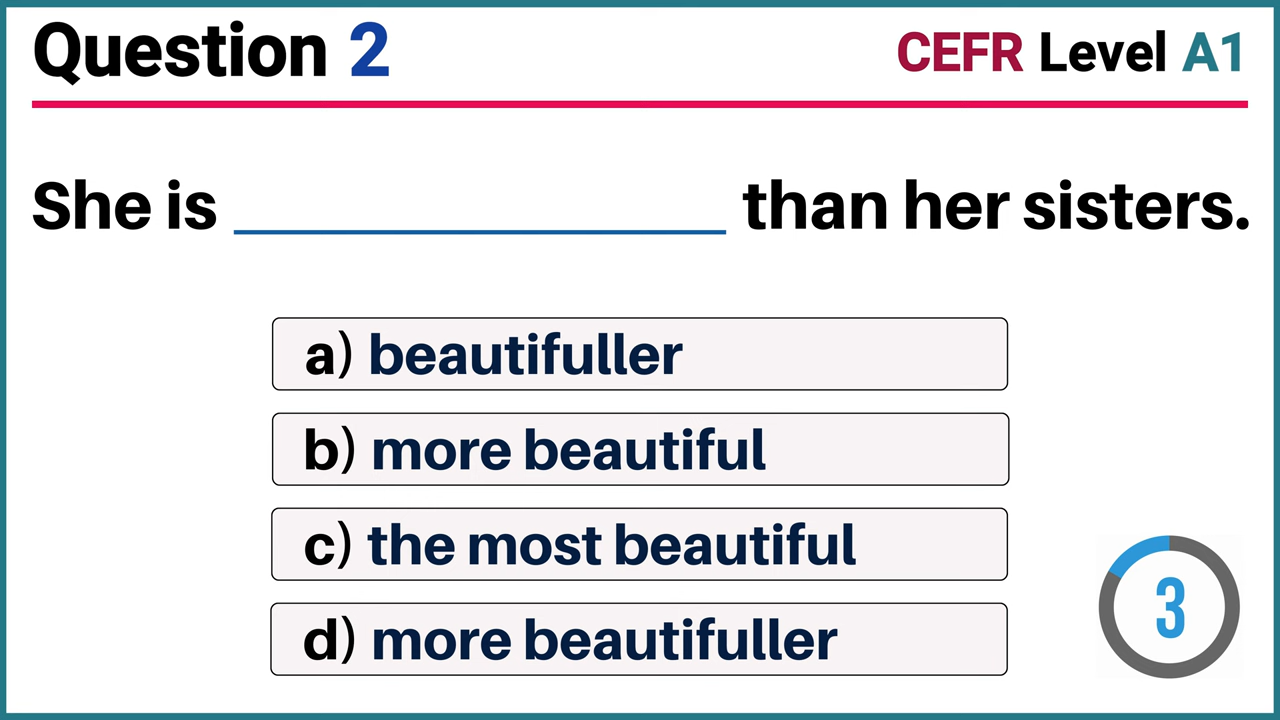 Question 2
CEFR Level A1
She is ______________ than her sisters.
a) beautifuller
b) more beautiful
c) the most beautiful
d) more beautifuller
3